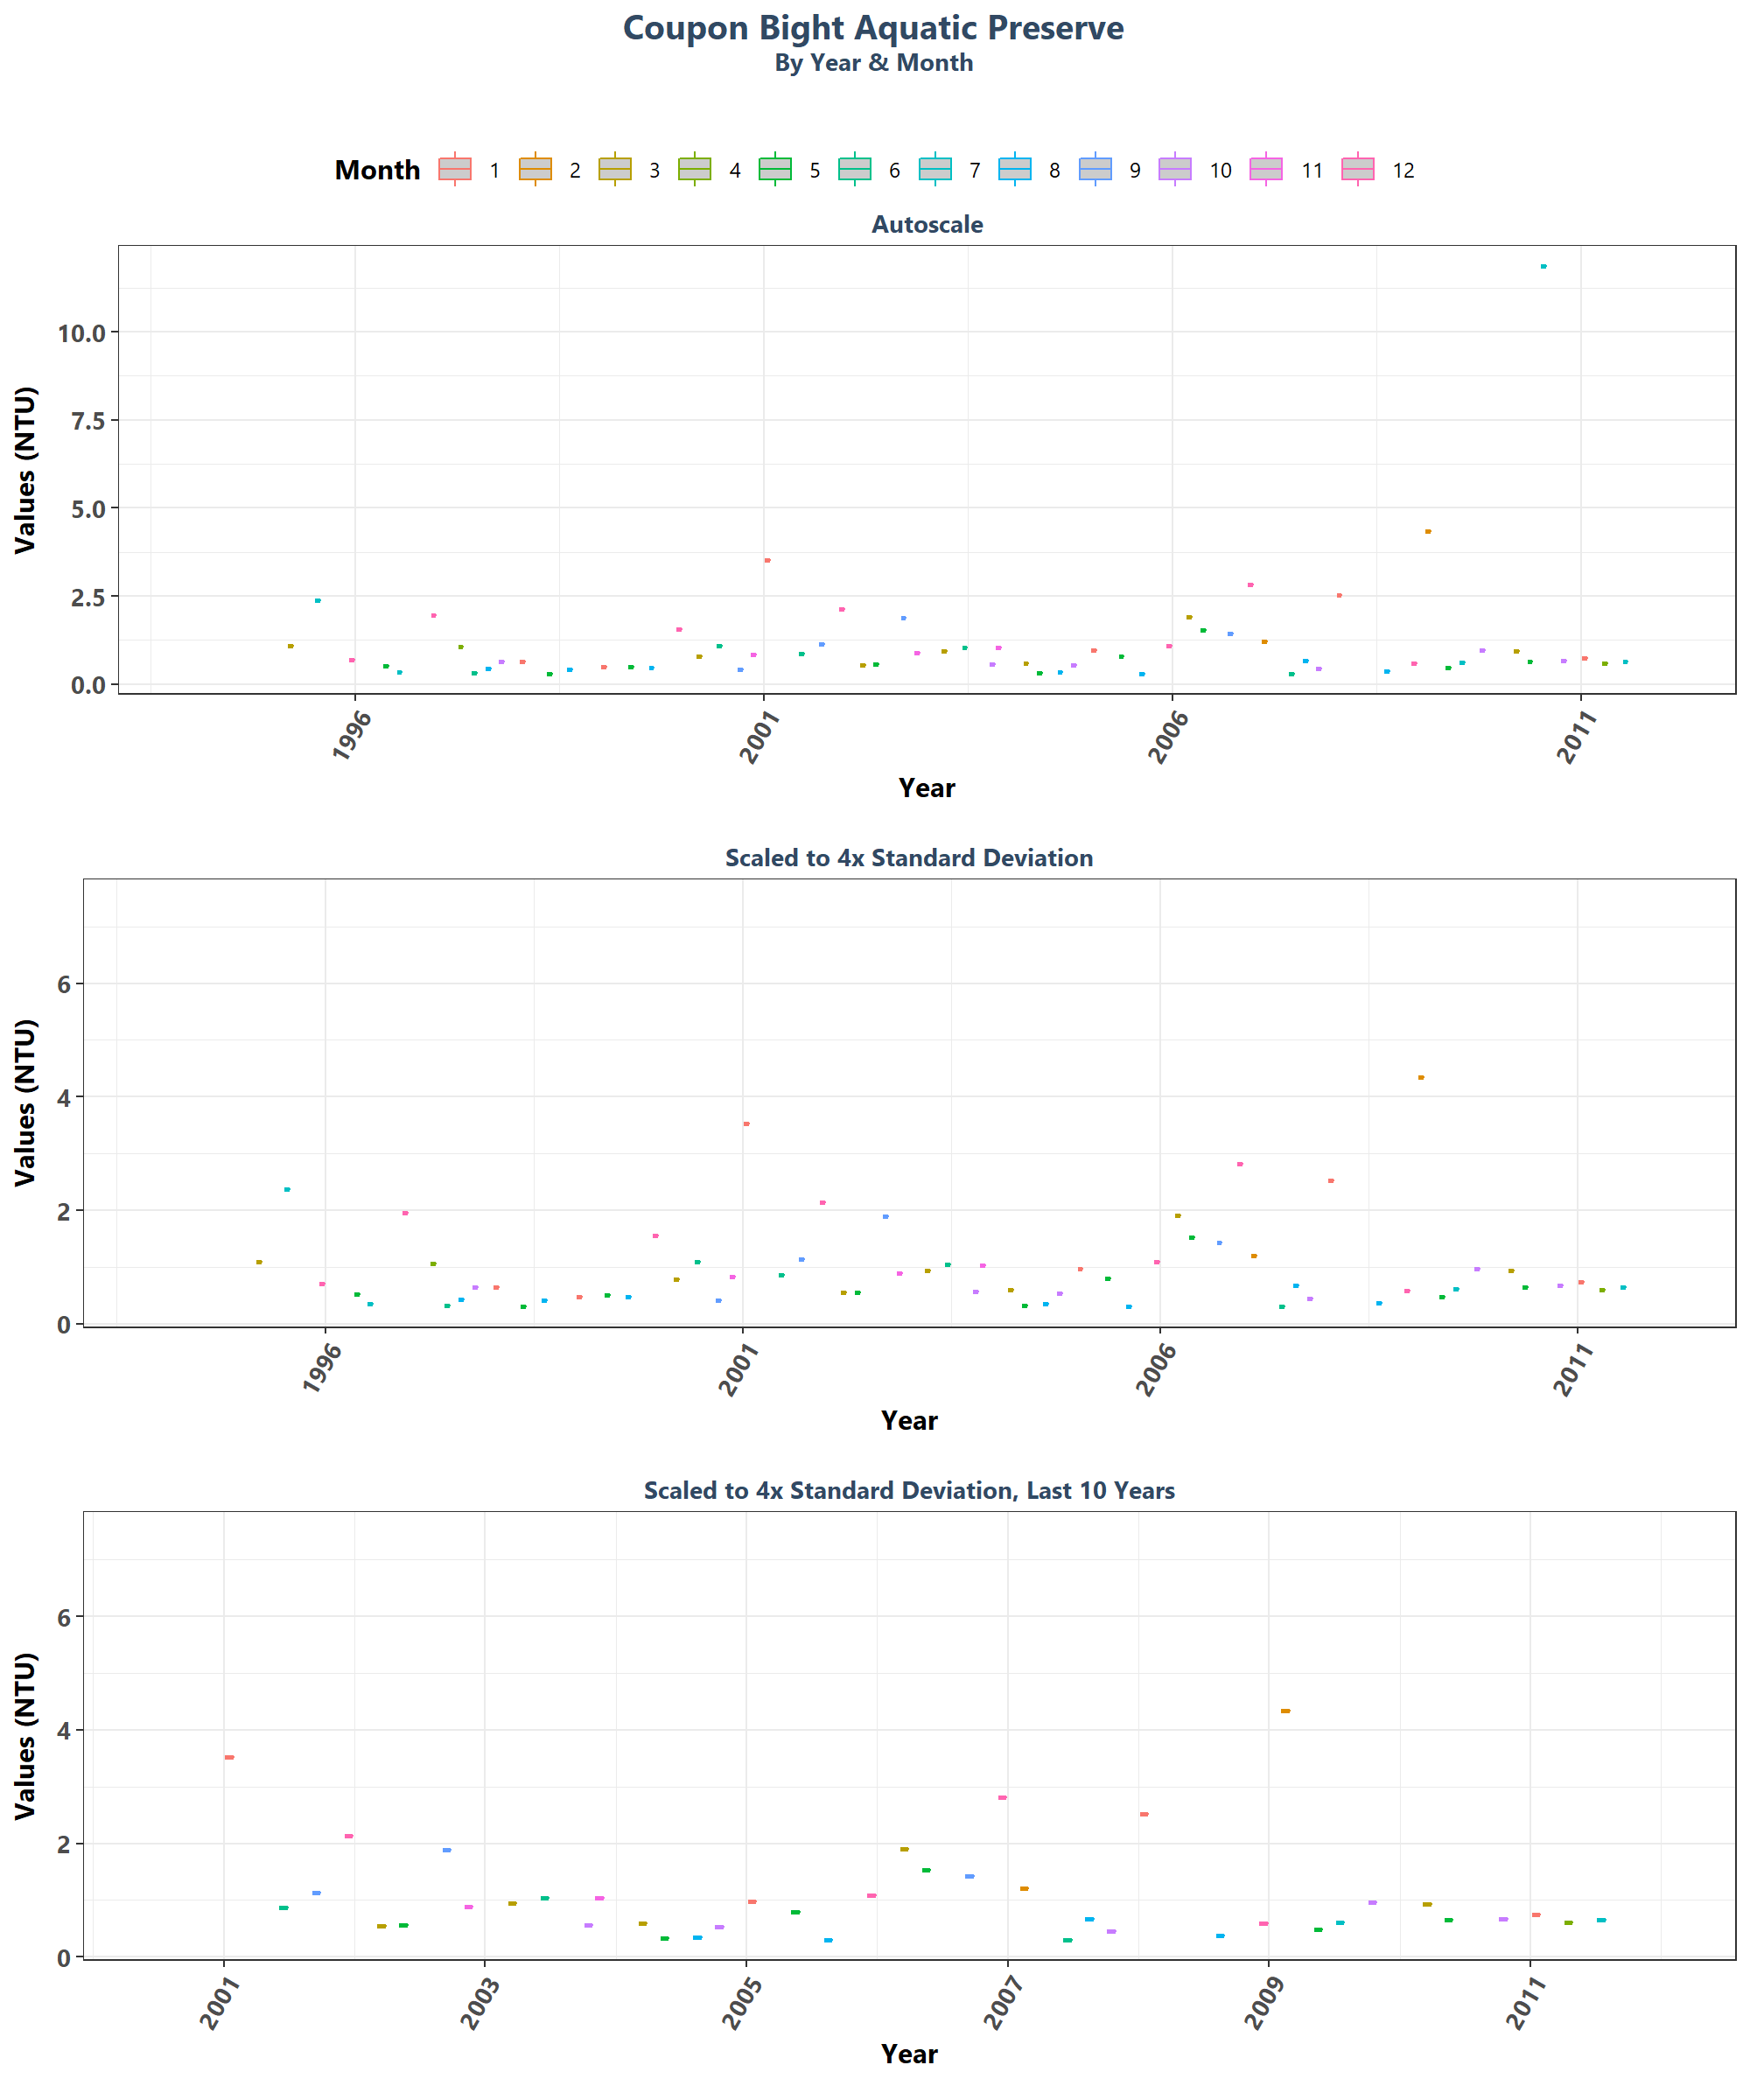 Coupon Bight Aquatic Preserve
By Year & Month
Month 1 2 3 4 5 6 7 8 9 10 11 12
Autoscale
Values (NTU)
10.0
7.5
5.0
2.5
0.0
1996 2001 2006 2011
Year
Scaled to 4x Standard Deviation
Values (NTU)
6
4
2
0
1996 2001 2006 2011
Year
Scaled to 4x Standard Deviation, Last 10 Years
Values (NTU)
6
4
2
0
2001 2003 2005 2007 2009 2011
Year